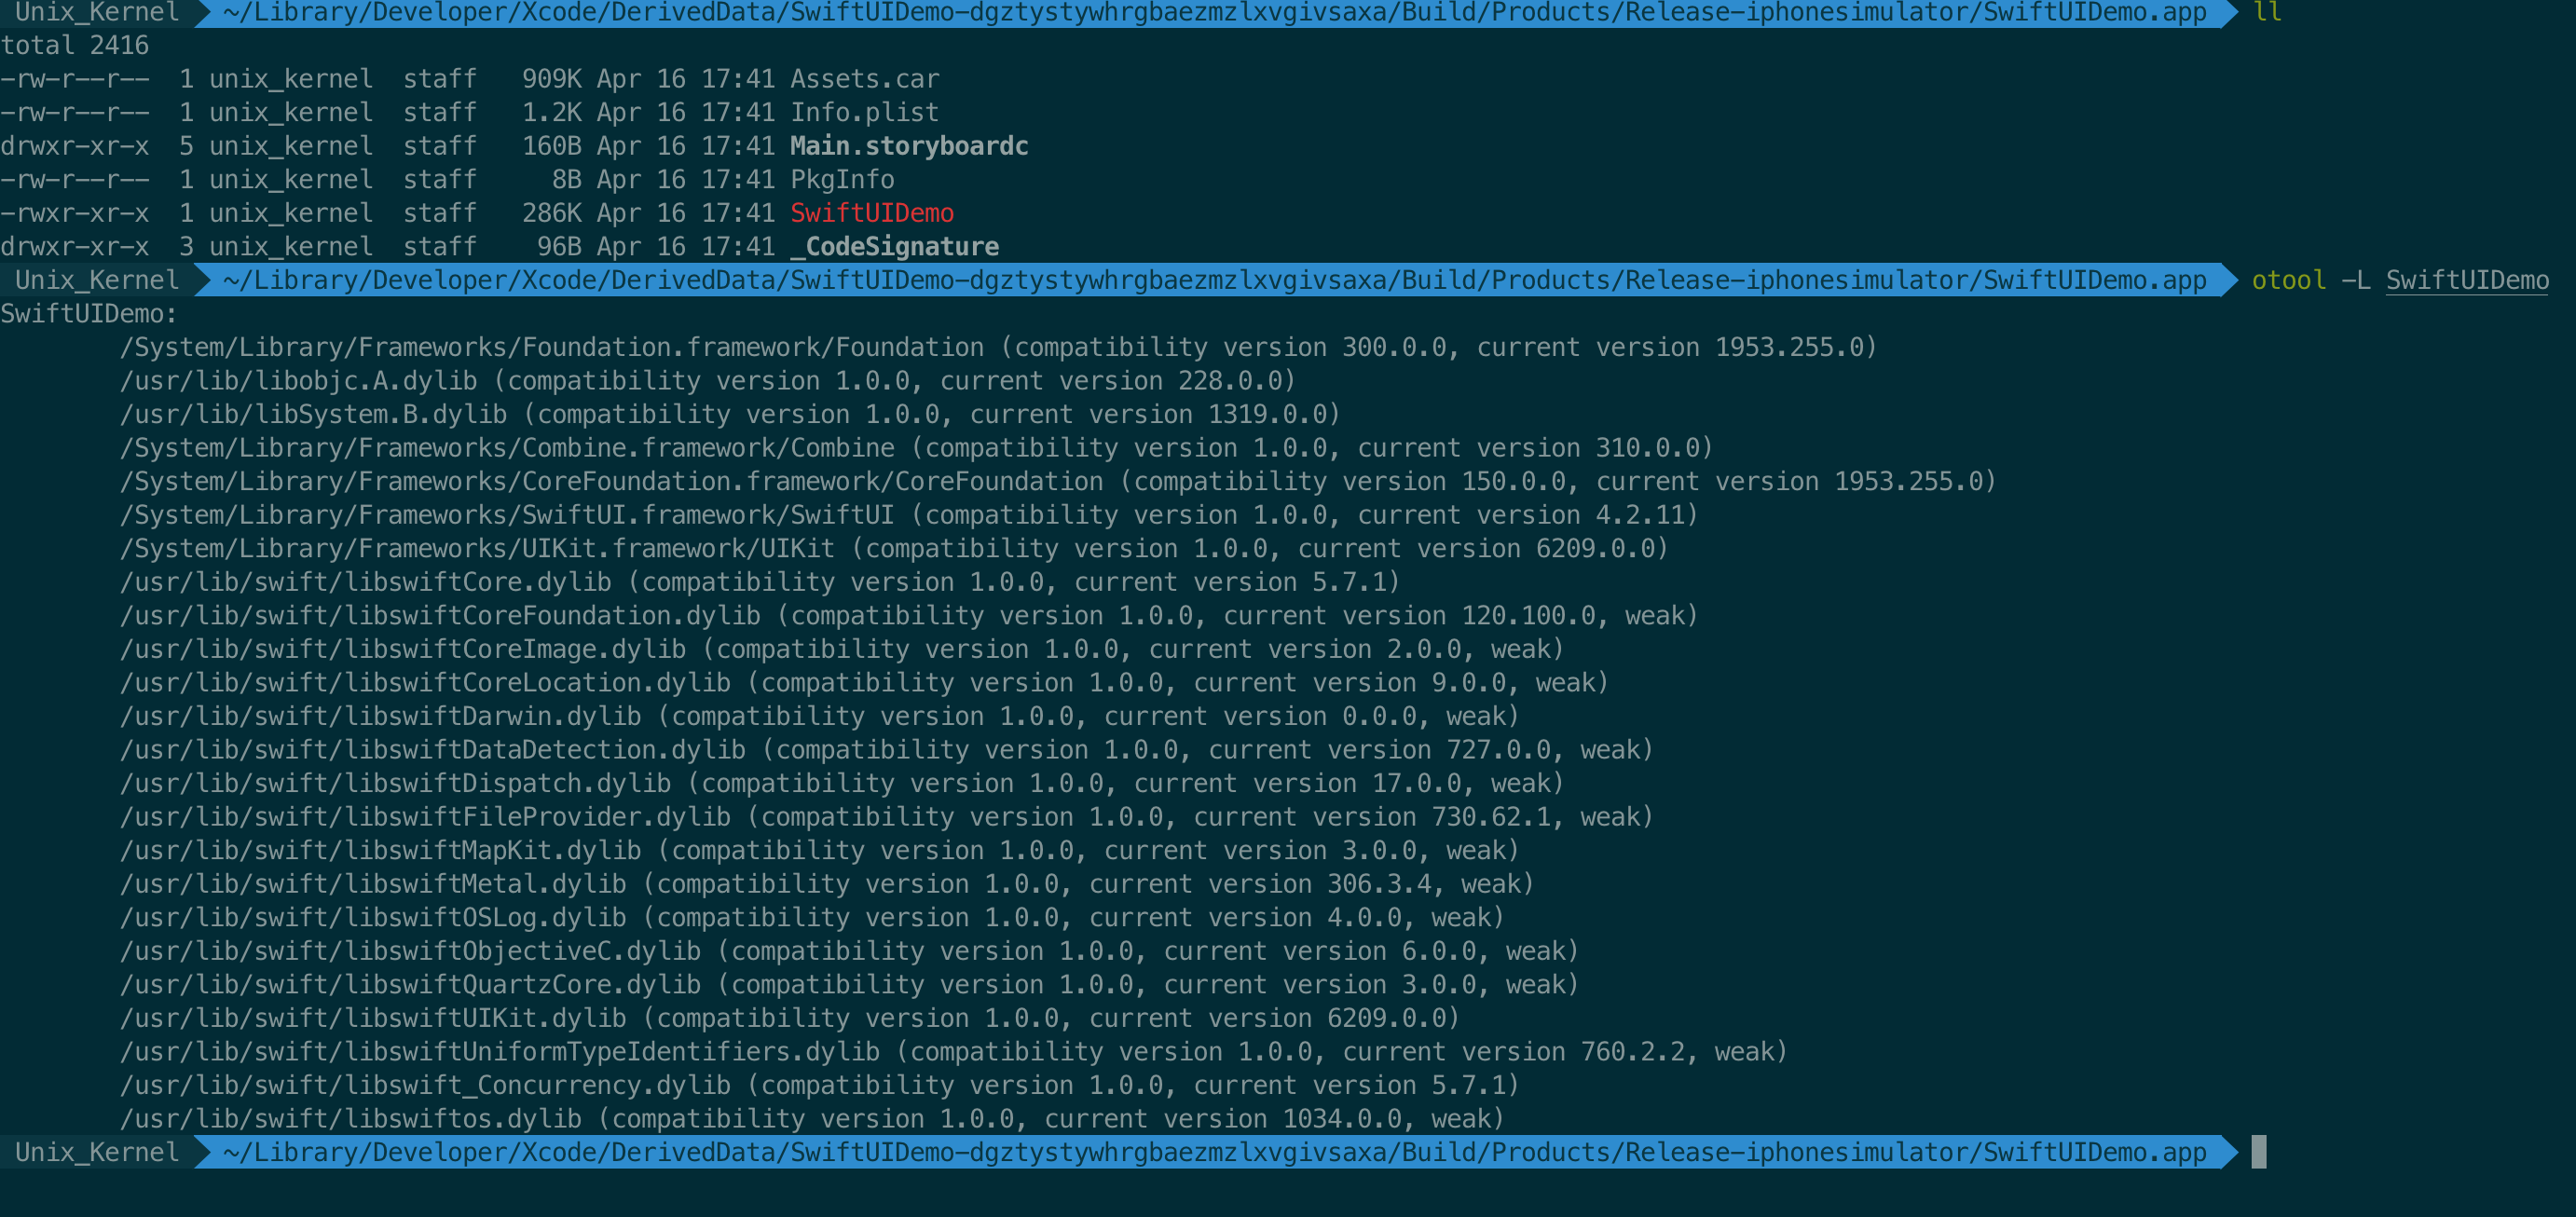 Unix_Kernel ~/Library/Developer/Xcode/DerivedData/SwiftUIDemo-dgztystywhrgbaezmzlxvgivsaxa/Build/Products/Release-iphonesimulator/SwiftUIDemo.app ll
total 2416
-rw-r--r-- 1 unix_kernel staff 909K Apr 16 17:41 Assets.car
-rw-r--r-- 1 unix_kernel staff 1.2K Apr 16 17:41 Info.plist
drwxr-xr-x 5 unix_kernel staff 160B Apr 16 17:41 Main.storyboardc
-rw-r--r-- 1 unix_kernel staff 8B Apr 16 17:41 PkgInfo
-rwxr-xr-x 1 unix_kernel staff 286K Apr 16 17:41 SwiftUIDemo
drwxr-xr-x 3 unix_kernel staff 96B Apr 16 17:41 _CodeSignature
Unix_Kernel ~/Library/Developer/Xcode/DerivedData/SwiftUIDemo-dgztystywhrgbaezmzlxvgivsaxa/Build/Products/Release-iphonesimulator/SwiftUIDemo.app otool -L SwiftUIDemo
SwiftUIDemo:
/System/Library/Frameworks/Foundation.framework/Foundation (compatibility version 300.0.0, current version 1953.255.0)
/usr/lib/libobjc.A.dylib (compatibility version 1.0.0, current version 228.0.0)
/usr/lib/libSystem.B.dylib (compatibility version 1.0.0, current version 1319.0.0)
/System/Library/Frameworks/Combine.framework/Combine (compatibility version 1.0.0, current version 310.0.0)
/System/Library/Frameworks/CoreFoundation.framework/CoreFoundation (compatibility version 150.0.0, current version 1953.255.0)
/System/Library/Frameworks/SwiftUI.framework/SwiftUI (compatibility version 1.0.0, current version 4.2.11)
/System/Library/Frameworks/UIKit.framework/UIKit (compatibility version 1.0.0, current version 6209.0.0)
/usr/lib/swift/libswiftCore.dylib (compatibility version 1.0.0, current version 5.7.1)
/usr/lib/swift/libswiftCoreFoundation.dylib (compatibility version 1.0.0, current version 120.100.0, weak)
/usr/lib/swift/libswiftCoreImage.dylib (compatibility version 1.0.0, current version 2.0.0, weak)
/usr/lib/swift/libswiftCoreLocation.dylib (compatibility version 1.0.0, current version 9.0.0, weak)
/usr/lib/swift/libswiftDarwin.dylib (compatibility version 1.0.0, current version 0.0.0, weak)
/usr/lib/swift/libswiftDataDetection.dylib (compatibility version 1.0.0, current version 727.0.0, weak)
/usr/lib/swift/libswiftDispatch.dylib (compatibility version 1.0.0, current version 17.0.0, weak)
/usr/lib/swift/libswiftFileProvider.dylib (compatibility version 1.0.0, current version 730.62.1, weak)
/usr/lib/swift/libswiftMapKit.dylib (compatibility version 1.0.0, current version 3.0.0, weak)
/usr/lib/swift/libswiftMetal.dylib (compatibility version 1.0.0, current version 306.3.4, weak)
/usr/lib/swift/libswiftOSLog.dylib (compatibility version 1.0.0, current version 4.0.0, weak)
/usr/lib/swift/libswiftObjectiveC.dylib (compatibility version 1.0.0, current version 6.0.0, weak)
/usr/lib/swift/libswiftQuartzCore.dylib (compatibility version 1.0.0, current version 3.0.0, weak)
/usr/lib/swift/libswiftUIKit.dylib (compatibility version 1.0.0, current version 6209.0.0)
/usr/lib/swift/libswiftUniformTypeIdentifiers.dylib (compatibility version 1.0.0, current version 760.2.2, weak)
/usr/lib/swift/libswift_Concurrency.dylib (compatibility version 1.0.0, current version 5.7.1)
/usr/lib/swift/libswiftos.dylib (compatibility version 1.0.0, current version 1034.0.0, weak)
Unix_Kernel ~/Library/Developer/Xcode/DerivedData/SwiftUIDemo-dgztystywhrgbaezmzlxvgivsaxa/Build/Products/Release-iphonesimulator/SwiftUIDemo.app